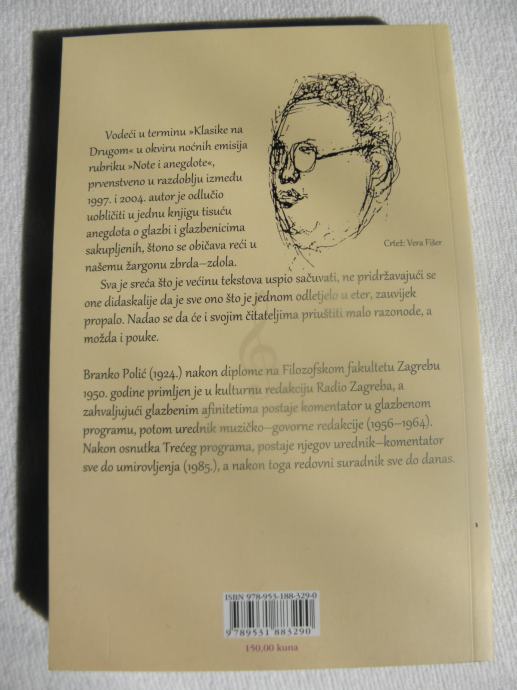 Vodeći u terminu »Klasike na
Drugom« u okviru noćnih emisija
rubriku »Note i anegdote«,
prvenstveno u razdoblju između
1997. i 2004. autor je odlučio
uobličiti u jednu knjigu tisuću
anegdota o glazbi i glazbenicima
sakupljenih, štono se običava reći u
našemu žargonu zbrda–zdola.
Crtež: Vera Fišer
Sva je sreća što je većinu tekstova uspio sačuvati, ne pridržavajući se
one didaskalije da je sve ono što je jednom odletjelo u eter, zauvijek
propalo. Nadao se da će i svojim čitateljima priuštiti malo razonode, a
možda i pouke.
Branko Polić (1924.) nakon diplome na Filozofskom fakultetu Zagrebu
1950. godine primljen je u kulturnu redakciju Radio Zagreba, a
zahvaljujući glazbenim afinitetima postaje komentator u glazbenom
programu, potom urednik muzičko–govorne redakcije (1956–1964).
Nakon osnutka Trećeg programa, postaje njegov urednik–komentator
sve do umirovljenja (1985.), a nakon toga redovni suradnik sve do danas.
ISBN 978-953-188-329-0
9789531883290
150,00 kuna